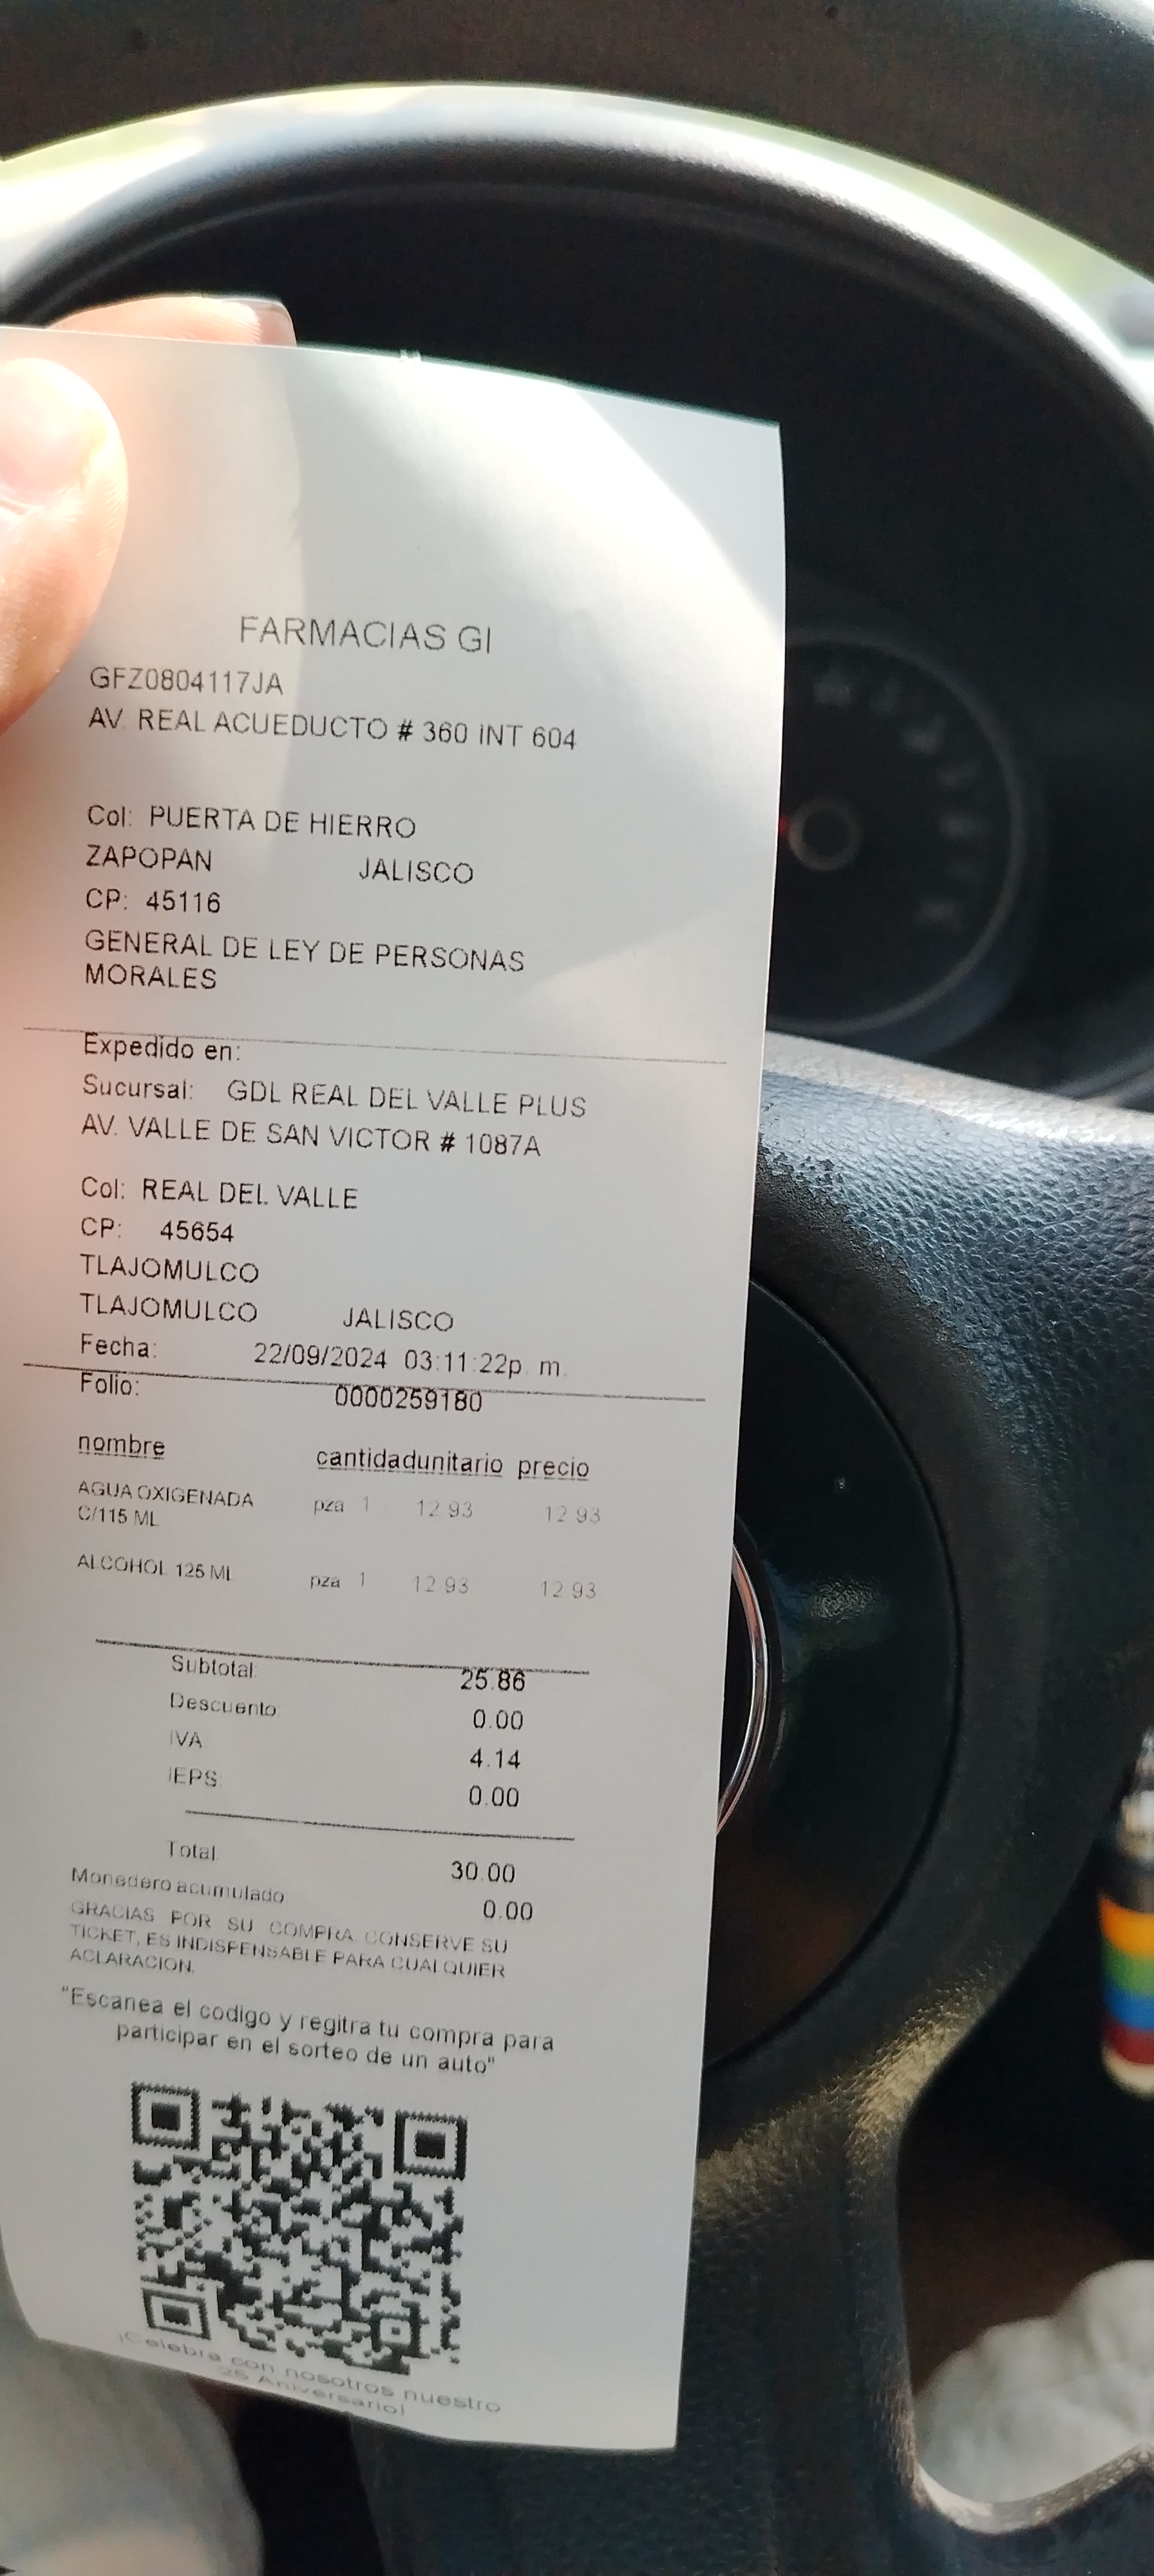 FARMACIAS GI
GFZ0804117JA
AV. REAL ACUEDUCTO # 360 INT 604
Col: PUERTA DE HIERRO
ZAPOPAN JALISCO
CP: 45116
GENERAL DE LEY DE PERSONAS
MORALES
Expedido en:
Sucursal: GDL REAL DEL VALLE PLUS
AV. VALLE DE SAN VICTOR # 1087A
Col: REAL DEL VALLE
CP: 45654
TLAJOMULCO
TLAJOMULCO JALISCO
Fecha: 22/09/2024 03:11:22p. m.
Folio: 0000259180
nombre cantidadunitario precio
AGUA OXIGENADA pza 1 12.93 12.93
C/115 ML
ALCOHOL 125 ML pza 1 12.93 12.93
Subtotal: 25.86
Descuento: 0.00
IVA 4.14
IEPS: 0.00
Total: 30.00
Monedero acumulado 0.00
GRACIAS POR SU COMPRA. CONSERVE SU
TICKET, ES INDISPENSABLE PARA CUALQUIER
ACLARACION.
"Escanea el codigo y regitra tu compra para
participar en el sorteo de un auto"
¡Celebra con nosotros nuestro
25 Aniversario!